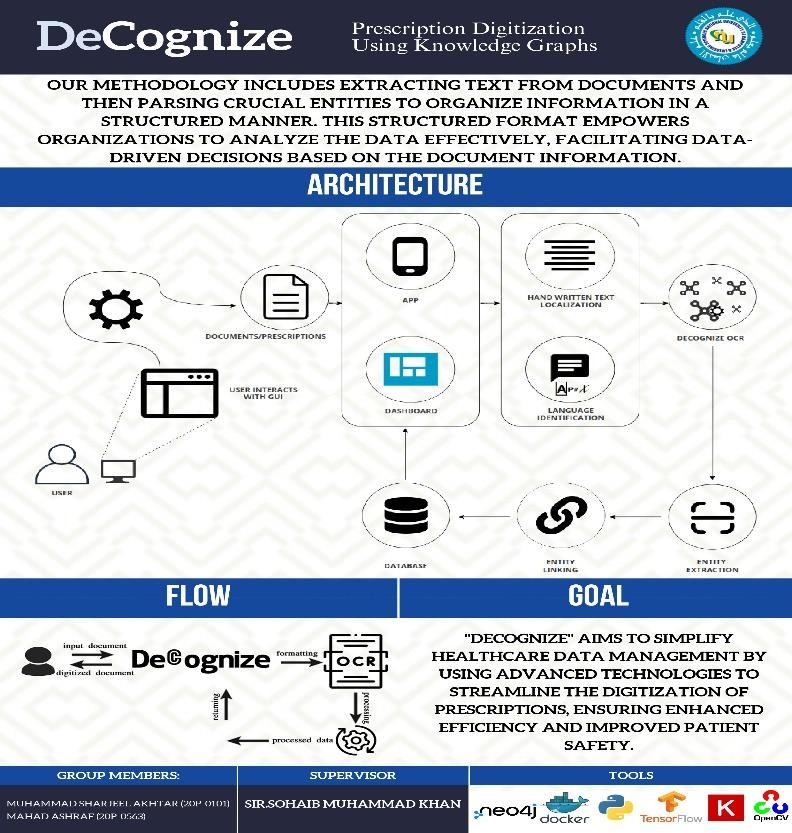 DeCognize
Prescription Digitization
Using Knowledge Graphs
OUR METHODOLOGY INCLUDES EXTRACTING TEXT FROM DOCUMENTS AND
THEN PARSING CRUCIAL ENTITIES TO ORGANIZE INFORMATION IN A
STRUCTURED MANNER. THIS STRUCTURED FORMAT EMPOWERS
ORGANIZATIONS TO ANALYZE THE DATA EFFECTIVELY, FACILITATING DATA-
DRIVEN DECISIONS BASED ON THE DOCUMENT INFORMATION.
ARCHITECTURE
APP
HAND WRITTEN TEXT
LOCALIZATION
DOCUMENTS/PRESCRIPTIONS
DECOGNIZE OCR
USER INTERACTS
WITH GUI
DASHBOARD
LANGUAGE
IDENTIFICATION
USER
DATABASE
ENTITY
LINKING
ENTITY
EXTRACTION
FLOW
input document
digitized document
DeCognize
formatting
OCR
processing
returning
processed data
GOAL
"DECOGNIZE" AIMS TO SIMPLIFY
HEALTHCARE DATA MANAGEMENT BY
USING ADVANCED TECHNOLOGIES TO
STREAMLINE THE DIGITIZATION OF
PRESCRIPTIONS, ENSURING ENHANCED
EFFICIENCY AND IMPROVED PATIENT
SAFETY.
GROUP MEMBERS:
MUHAMMAD SHARJEEL AKHTAR (20P-0101)
MAHAD ASHRAF (20P-0563)
SUPERVISOR
SIR.SOHAIB MUHAMMAD KHAN
TOOLS
neo4j
docker
TensorFlow
K
OpenCV